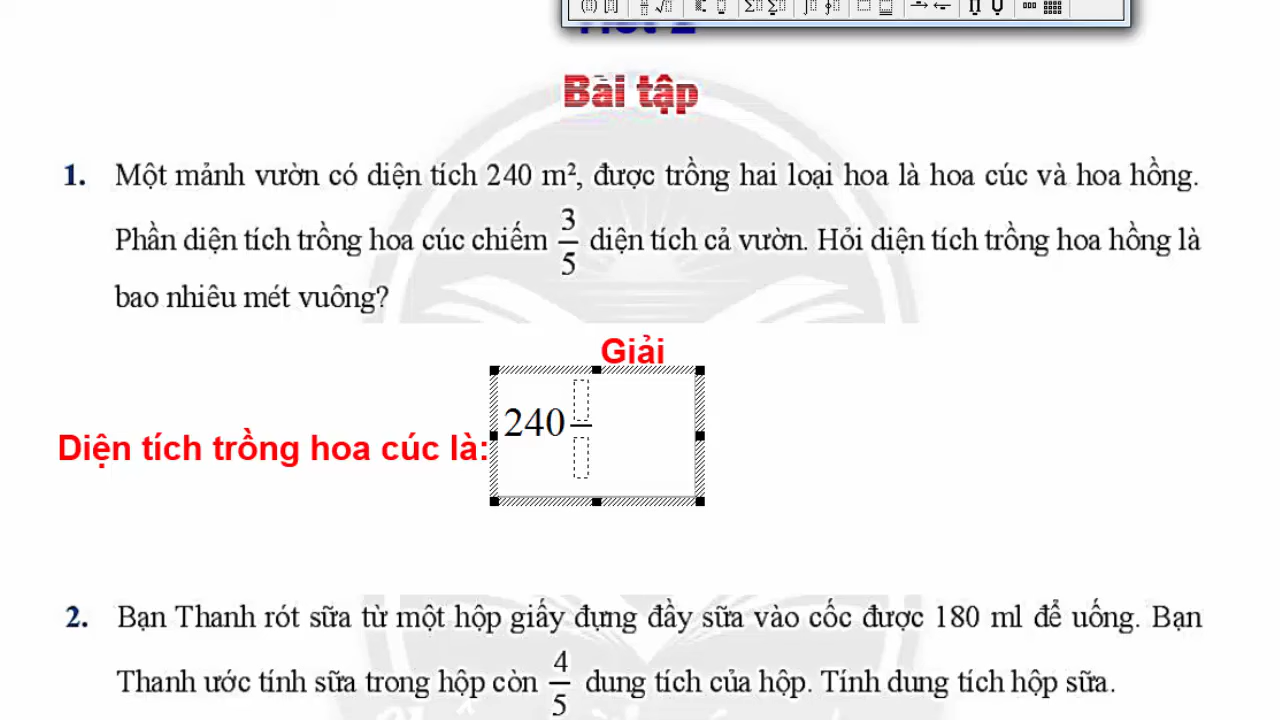 Bài tập
1. Một mảnh vườn có diện tích 240 m², được trồng hai loại hoa là hoa cúc và hoa hồng.
Phần diện tích trồng hoa cúc chiếm 3/5 diện tích cả vườn. Hỏi diện tích trồng hoa hồng là
bao nhiêu mét vuông?
Giải
Diện tích trồng hoa cúc là: 240
2. Bạn Thanh rót sữa từ một hộp giấy đựng đầy sữa vào cốc được 180 ml để uống. Bạn
Thanh ước tính sữa trong hộp còn 4/5 dung tích của hộp. Tính dung tích hộp sữa.